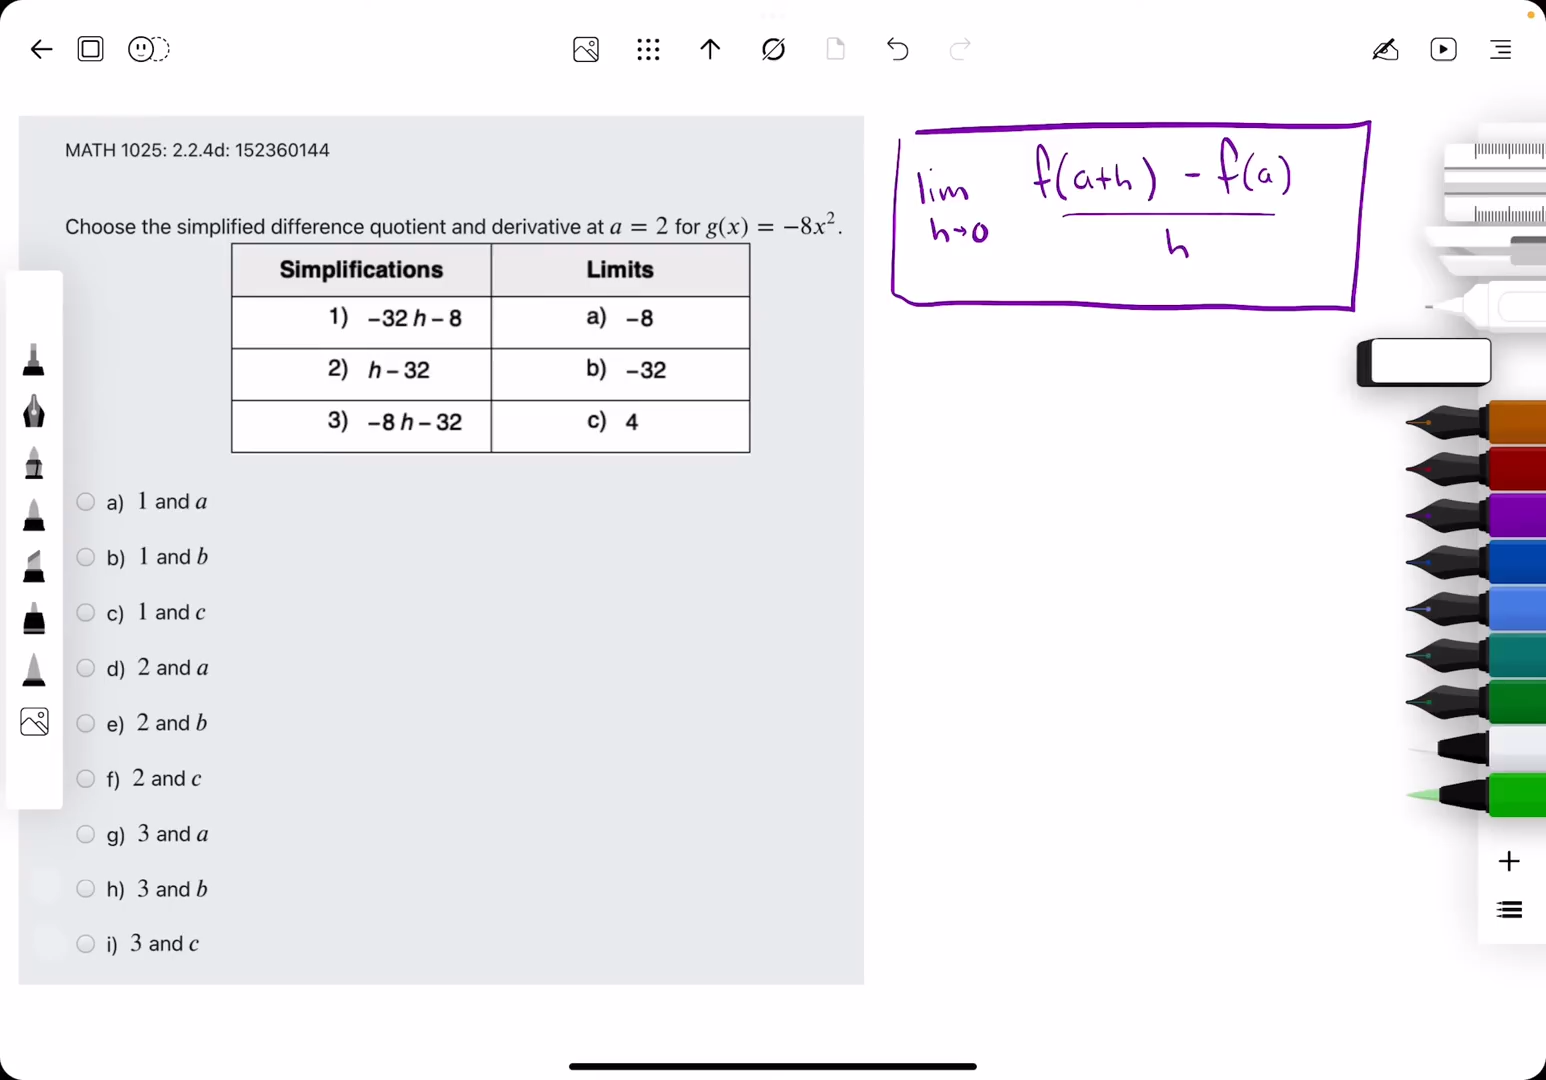 MATH 1025: 2.2.4d: 152360144
Choose the simplified difference quotient and derivative at a = 2 for g(x) = −8x².
Simplifications Limits
1) −32 h − 8 a) −8
2) h − 32 b) −32
3) −8 h − 32 c) 4
a) 1 and a
b) 1 and b
c) 1 and c
d) 2 and a
e) 2 and b
f) 2 and c
g) 3 and a
h) 3 and b
i) 3 and c
lim f(a+h) - f(a)
h→0 h